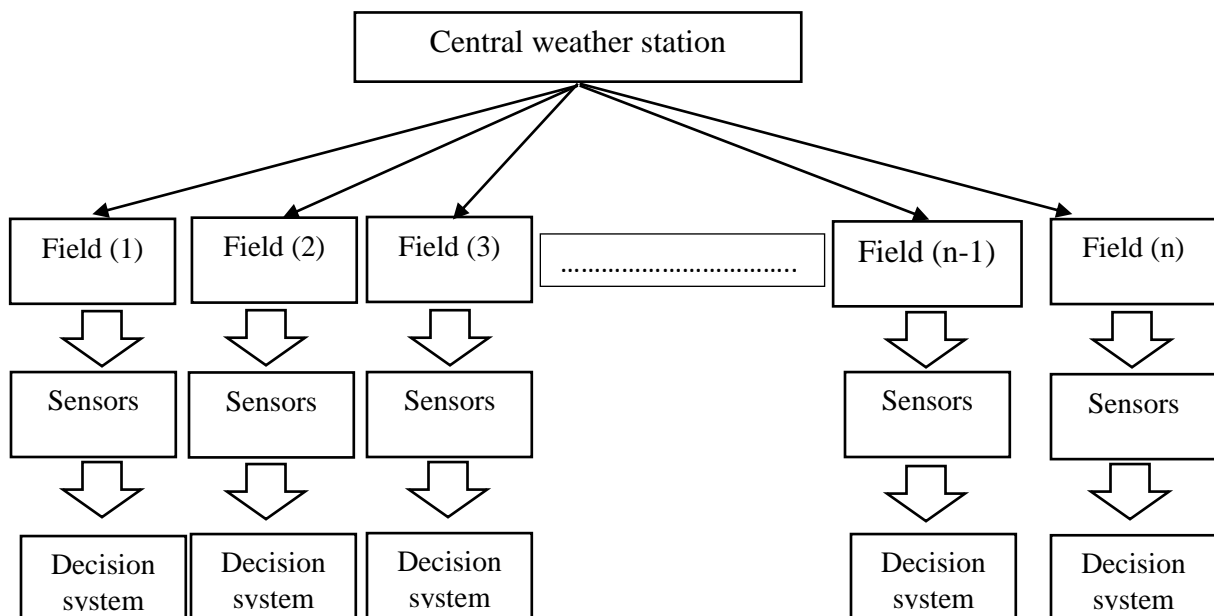 Central weather station
Field (1)
Field (2)
Field (3)
……………………………..
Field (n-1)
Field (n)
Sensors
Sensors
Sensors
Sensors
Sensors
Decision
system
Decision
system
Decision
system
Decision
system
Decision
system